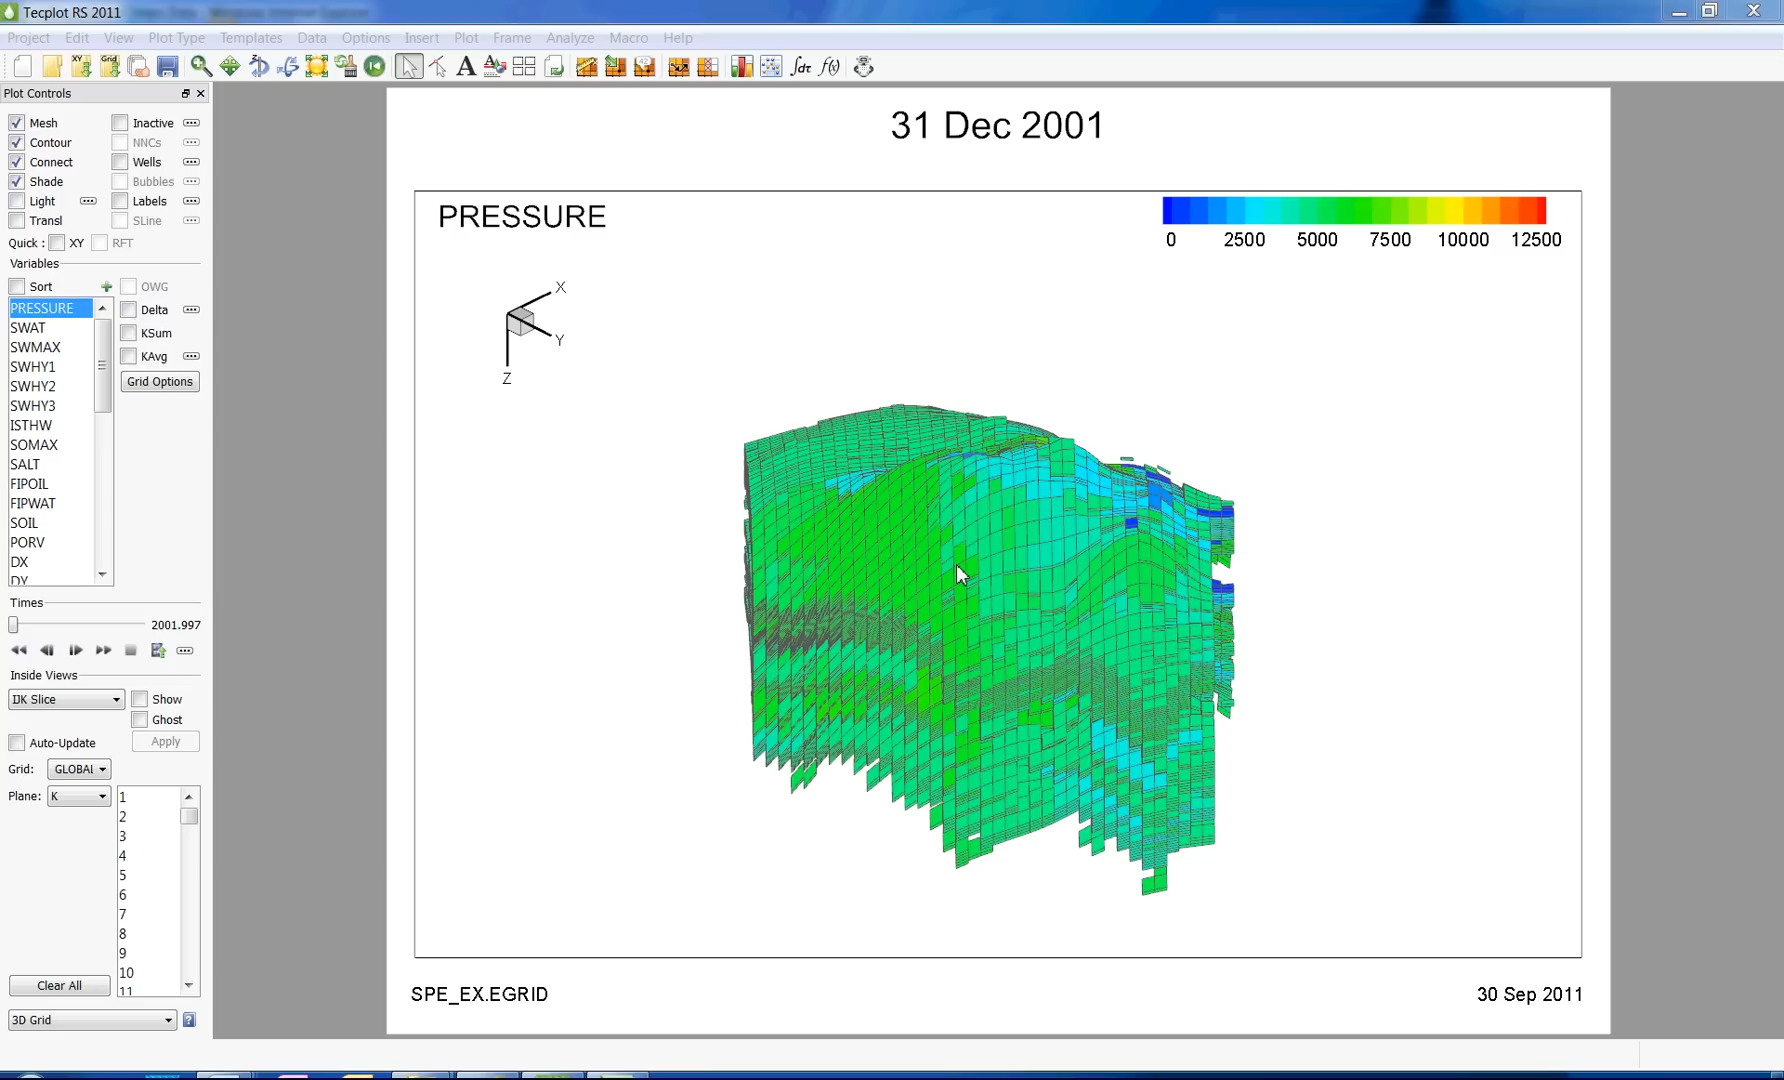 Tecplot RS 2011
Project Edit View Plot Type Templates Data Options Insert Plot Frame Grid Analyze Macro Help
XY Grid
Plot Controls
Mesh Inactive
Contour NNCs
Connect Wells
Shade Bubbles
Light Labels
Transl SLine
Quick : XY RFT
Variables
Sort OWG
PRESSURE Delta
SWAT KSum
SWMAX KAvg
SWHY1 Grid Options
SWHY2
SWHY3
ISTHW
SOMAX
SALT
FIPOIL
FIPWAT
SOIL
PORV
DX
DY
Times
2001.997
Inside Views
IJK Slice Show
Ghost
Auto-Update Apply
Grid: GLOBAL
Plane: K
1
2
3
4
5
6
7
8
9
10
11
Clear All
3D Grid
31 Dec 2001
PRESSURE
0 2500 5000 7500 10000 12500
X
Y
Z
SPE_EX.EGRID
30 Sep 2011